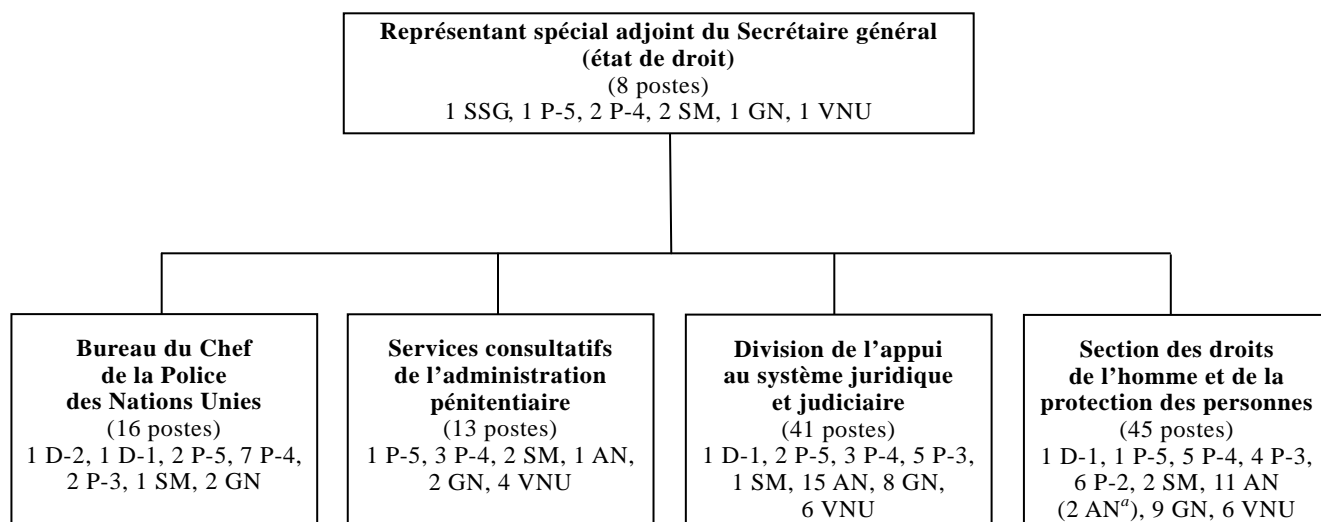 Représentant spécial adjoint du Secrétaire général
(état de droit)
(8 postes)
1 SSG, 1 P-5, 2 P-4, 2 SM, 1 GN, 1 VNU
Bureau du Chef
de la Police
des Nations Unies
(16 postes)
1 D-2, 1 D-1, 2 P-5, 7 P-4,
2 P-3, 1 SM, 2 GN
Services consultatifs
de l’administration
pénitentiaire
(13 postes)
1 P-5, 3 P-4, 2 SM, 1 AN,
2 GN, 4 VNU
Division de l’appui
au système juridique
et judiciaire
(41 postes)
1 D-1, 2 P-5, 3 P-4, 5 P-3,
1 SM, 15 AN, 8 GN,
6 VNU
Section des droits
de l’homme et de la
protection des personnes
(45 postes)
1 D-1, 1 P-5, 5 P-4, 4 P-3,
6 P-2, 2 SM, 11 AN
(2 ANa), 9 GN, 6 VNU